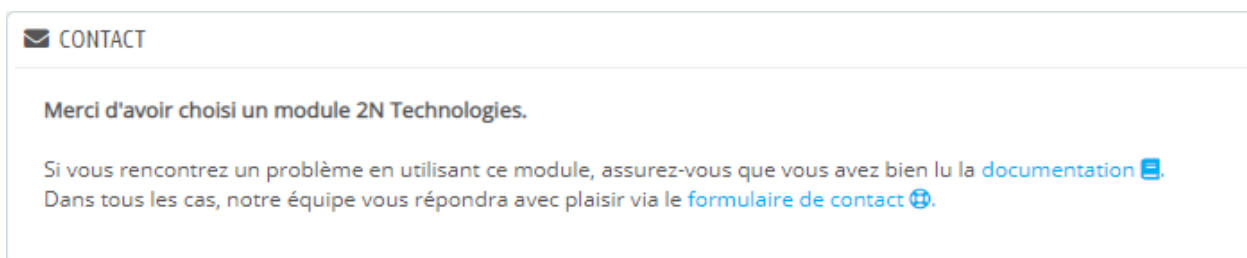 CONTACT
Merci d'avoir choisi un module 2N Technologies.
Si vous rencontrez un problème en utilisant ce module, assurez-vous que vous avez bien lu la documentation.
Dans tous les cas, notre équipe vous répondra avec plaisir via le formulaire de contact.